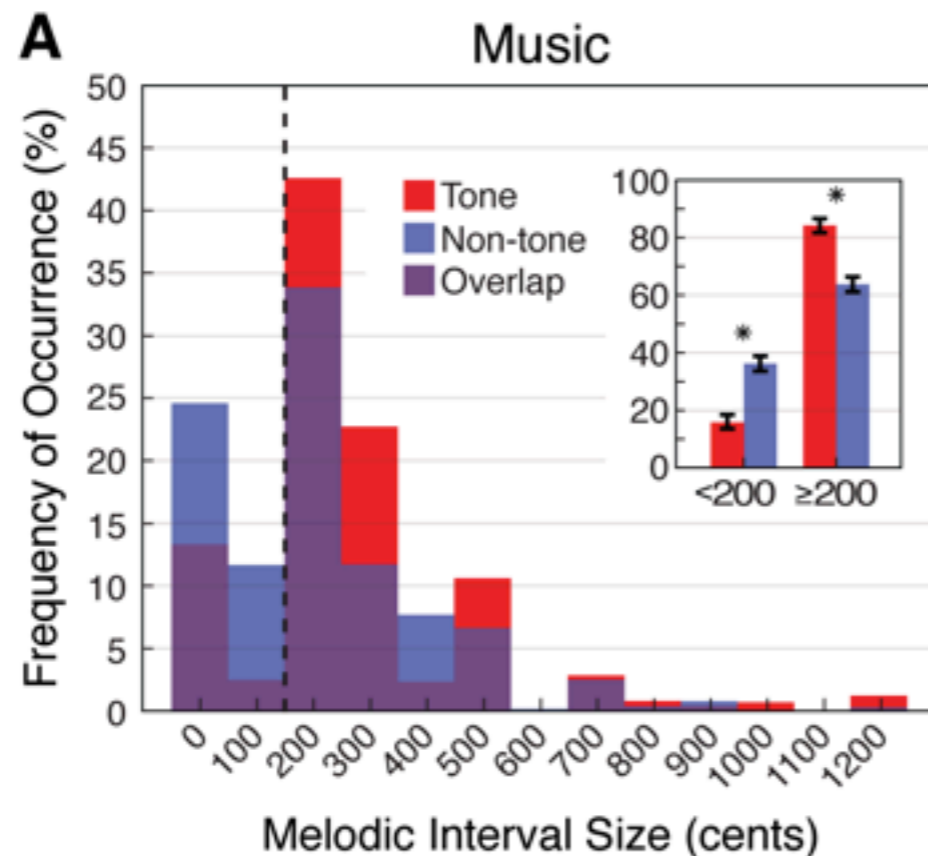 A
Music
Frequency of Occurrence (%)
50
45
40
35
30
25
20
15
10
5
0
Tone
Non-tone
Overlap
100
80
60
40
20
0
*
*
<200 ≥200
0 100 200 300 400 500 600 700 800 900 1000 1100 1200
Melodic Interval Size (cents)